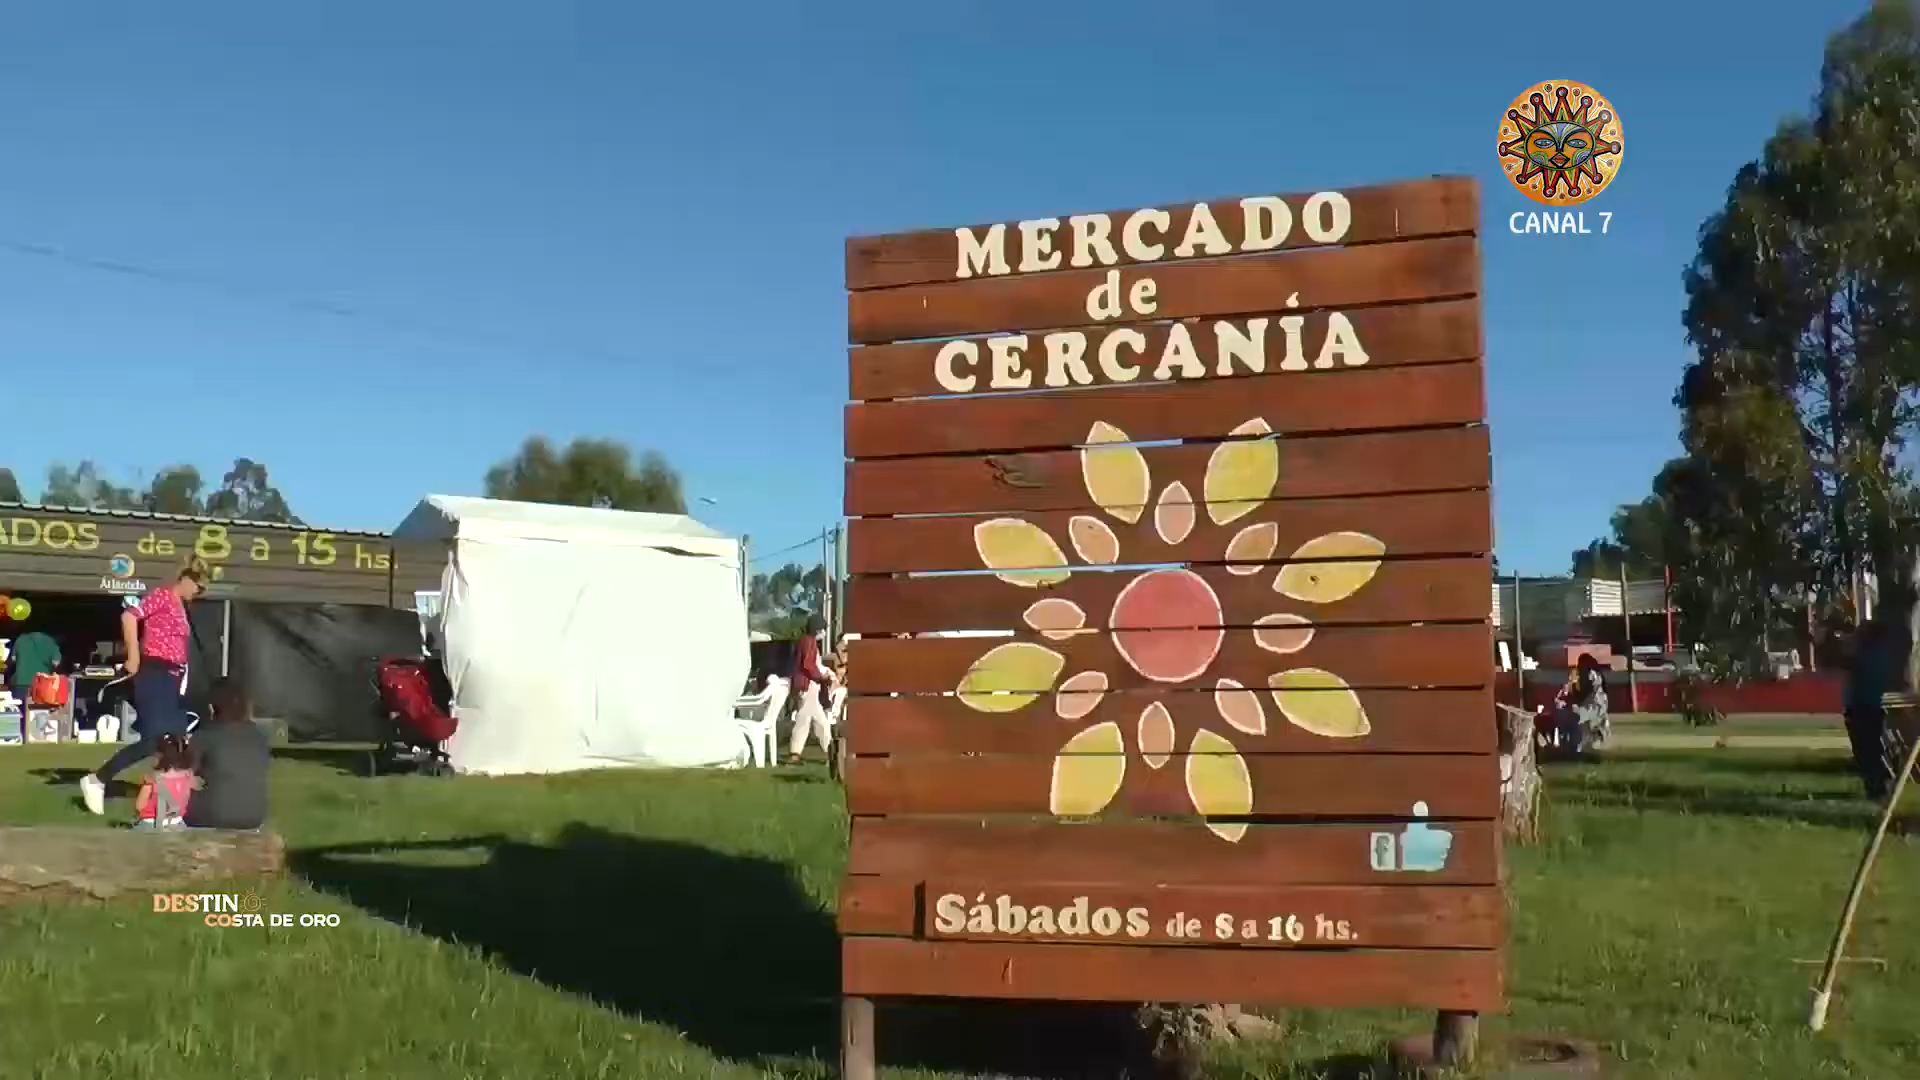 CANAL 7
MERCADO
de
CERCANÍA
ADOS de 8 a 15 hs.
Atlántida
f
Sábados de 8 a 16 hs.
DESTINO
COSTA DE ORO